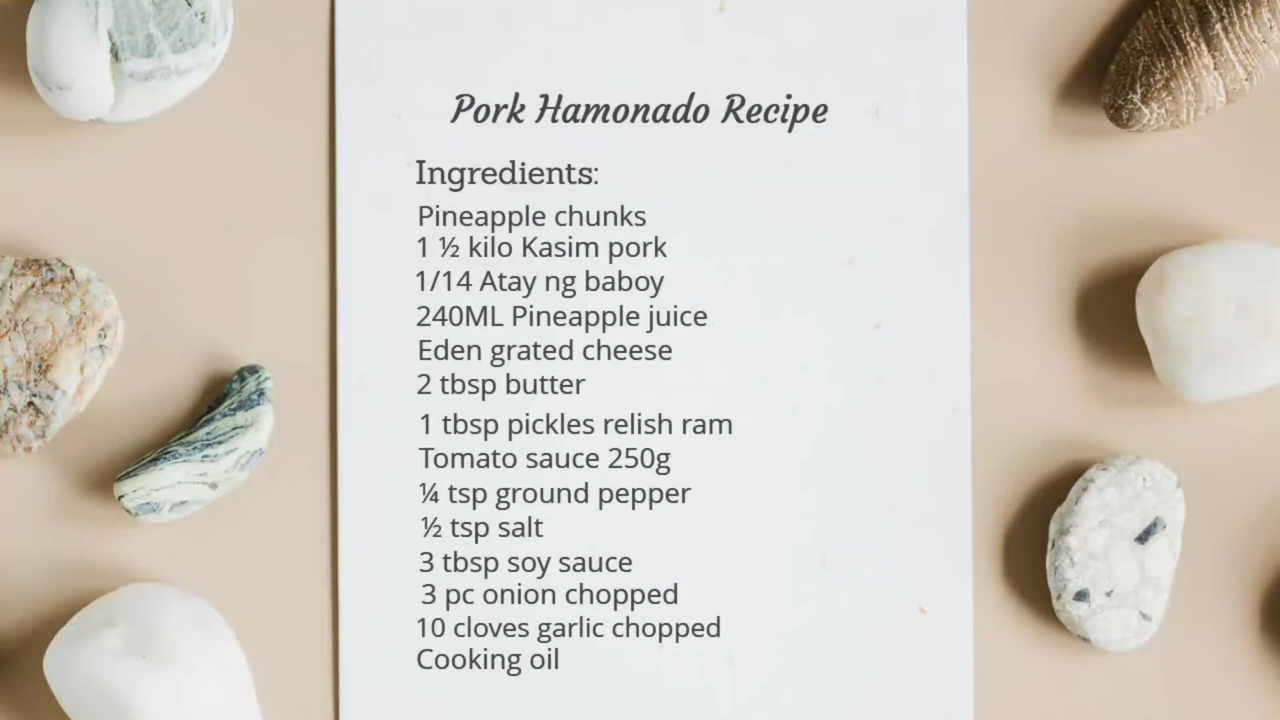 Pork Hamonado Recipe
Ingredients:
Pineapple chunks
1 ½ kilo Kasim pork
1/14 Atay ng baboy
240ML Pineapple juice
Eden grated cheese
2 tbsp butter
1 tbsp pickles relish ram
Tomato sauce 250g
¼ tsp ground pepper
½ tsp salt
3 tbsp soy sauce
3 pc onion chopped
10 cloves garlic chopped
Cooking oil